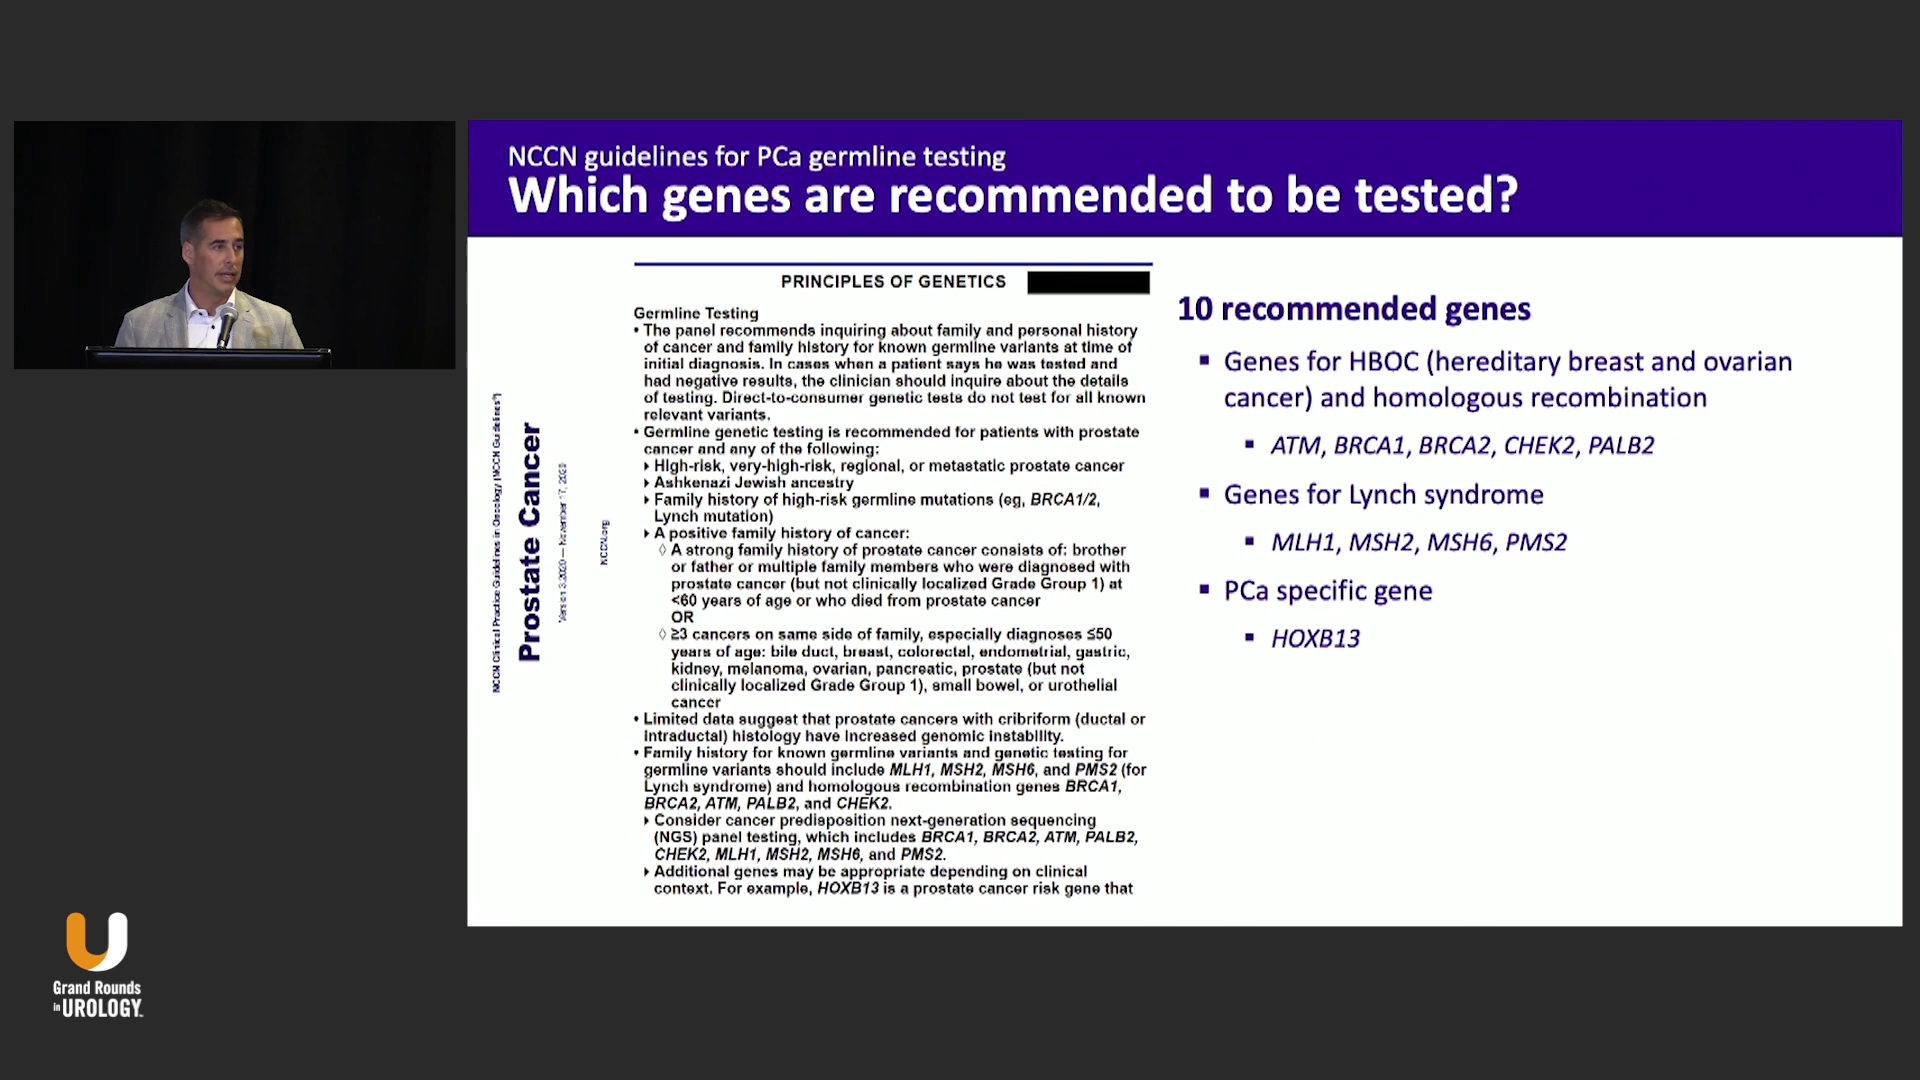 NCCN guidelines for PCa germline testing
Which genes are recommended to be tested?
NCCN Clinical Practice Guidelines in Oncology (NCCN Guidelines®)
Prostate Cancer
Version 3.2020 — November 17, 2020
NCCN.org
PRINCIPLES OF GENETICS
Germline Testing
• The panel recommends inquiring about family and personal history
of cancer and family history for known germline variants at time of
initial diagnosis. In cases when a patient says he was tested and
had negative results, the clinician should inquire about the details
of testing. Direct-to-consumer genetic tests do not test for all known
relevant variants.
• Germline genetic testing is recommended for patients with prostate
cancer and any of the following:
‣ High-risk, very-high-risk, regional, or metastatic prostate cancer
‣ Ashkenazi Jewish ancestry
‣ Family history of high-risk germline mutations (eg, BRCA1/2,
Lynch mutation)
‣ A positive family history of cancer:
◊ A strong family history of prostate cancer consists of: brother
or father or multiple family members who were diagnosed with
prostate cancer (but not clinically localized Grade Group 1) at
<60 years of age or who died from prostate cancer
OR
◊ ≥3 cancers on same side of family, especially diagnoses ≤50
years of age: bile duct, breast, colorectal, endometrial, gastric,
kidney, melanoma, ovarian, pancreatic, prostate (but not
clinically localized Grade Group 1), small bowel, or urothelial
cancer
• Limited data suggest that prostate cancers with cribriform (ductal or
intraductal) histology have increased genomic instability.
• Family history for known germline variants and genetic testing for
germline variants should include MLH1, MSH2, MSH6, and PMS2 (for
Lynch syndrome) and homologous recombination genes BRCA1,
BRCA2, ATM, PALB2, and CHEK2.
‣ Consider cancer predisposition next-generation sequencing
(NGS) panel testing, which includes BRCA1, BRCA2, ATM, PALB2,
CHEK2, MLH1, MSH2, MSH6, and PMS2.
‣ Additional genes may be appropriate depending on clinical
context. For example, HOXB13 is a prostate cancer risk gene that
10 recommended genes
▪ Genes for HBOC (hereditary breast and ovarian
cancer) and homologous recombination
▪ ATM, BRCA1, BRCA2, CHEK2, PALB2
▪ Genes for Lynch syndrome
▪ MLH1, MSH2, MSH6, PMS2
▪ PCa specific gene
▪ HOXB13
Grand Rounds
in UROLOGY™